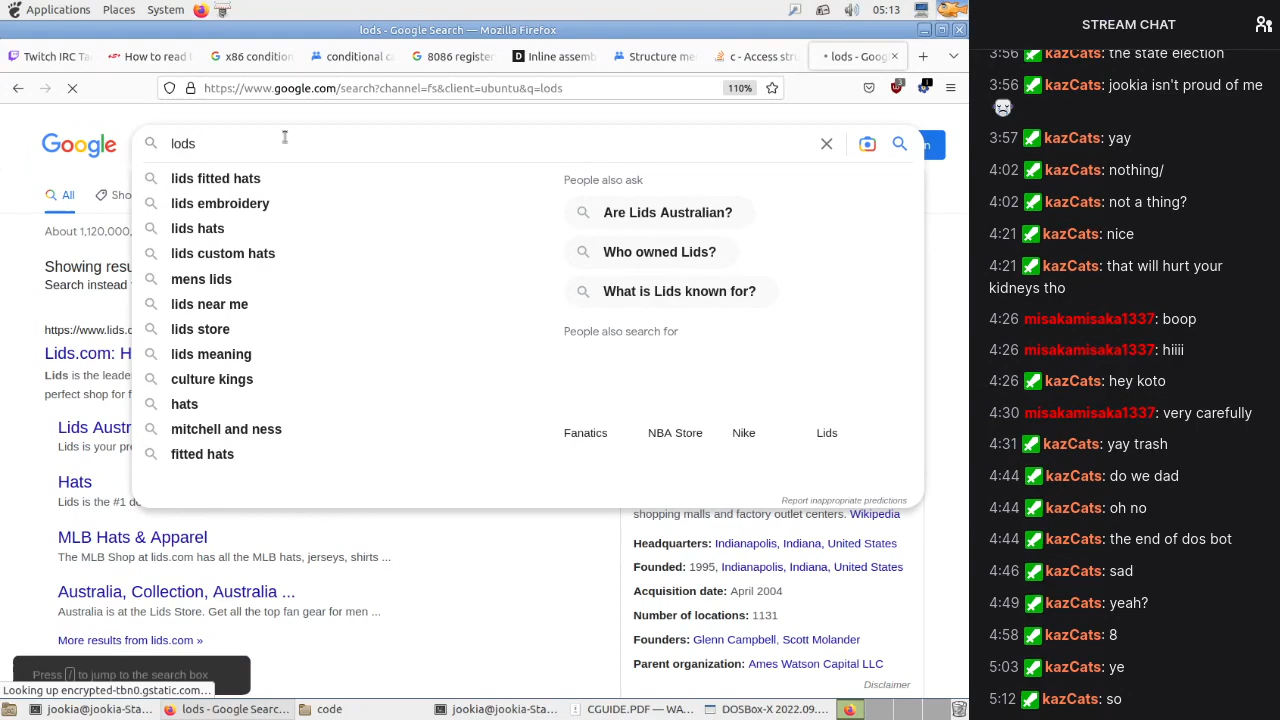 Applications Places System 05:13
lods - Google Search — Mozilla Firefox
Twitch IRC Ta
How to read
x86 condition
conditional ca
8086 register
Inline assemb
Structure me
c - Access stru
lods - Goog
https://www.google.com/search?channel=fs&client=ubuntu&q=lods 110% 3
Google
lods
All
Sho
About 1,120,000,
Showing resu
Search instead
https://www.lids.c
Lids.com: H
Lids is the leade
perfect shop for f
Lids Austr
Lids is your pre
Hats
Lids is the #1 d
MLB Hats & Apparel
The MLB Shop at lids.com has all the MLB hats, jerseys, shirts ...
Australia, Collection, Australia ...
Australia is at the Lids Store. Get all the top fan gear for men ...
More results from lids.com »
Press / to jump to the search box
Looking up encrypted-tbn0.gstatic.com...
lids fitted hats
lids embroidery
lids hats
lids custom hats
mens lids
lids near me
lids store
lids meaning
culture kings
hats
mitchell and ness
fitted hats
People also ask
Are Lids Australian?
Who owned Lids?
What is Lids known for?
People also search for
Fanatics NBA Store Nike Lids
Report inappropriate predictions
shopping malls and factory outlet centers. Wikipedia
Headquarters: Indianapolis, Indiana, United States
Founded: 1995, Indianapolis, Indiana, United States
Acquisition date: April 2004
Number of locations: 1131
Founders: Glenn Campbell, Scott Molander
Parent organization: Ames Watson Capital LLC
Disclaimer
jookia@jookia-Sta...
lods - Google Searc...
co
jookia@jookia-Sta...
CGUIDE.PDF — WA...
DOSBox-X 2022.09....
STREAM CHAT
3:56 kazCats: the state election
3:56 kazCats: jookia isn't proud of me
3:57 kazCats: yay
4:02 kazCats: nothing/
4:02 kazCats: not a thing?
4:21 kazCats: nice
4:21 kazCats: that will hurt your
kidneys tho
4:26 misakamisaka1337: boop
4:26 misakamisaka1337: hiiii
4:26 kazCats: hey koto
4:30 misakamisaka1337: very carefully
4:31 kazCats: yay trash
4:44 kazCats: do we dad
4:44 kazCats: oh no
4:44 kazCats: the end of dos bot
4:46 kazCats: sad
4:49 kazCats: yeah?
4:58 kazCats: 8
5:03 kazCats: ye
5:12 kazCats: so